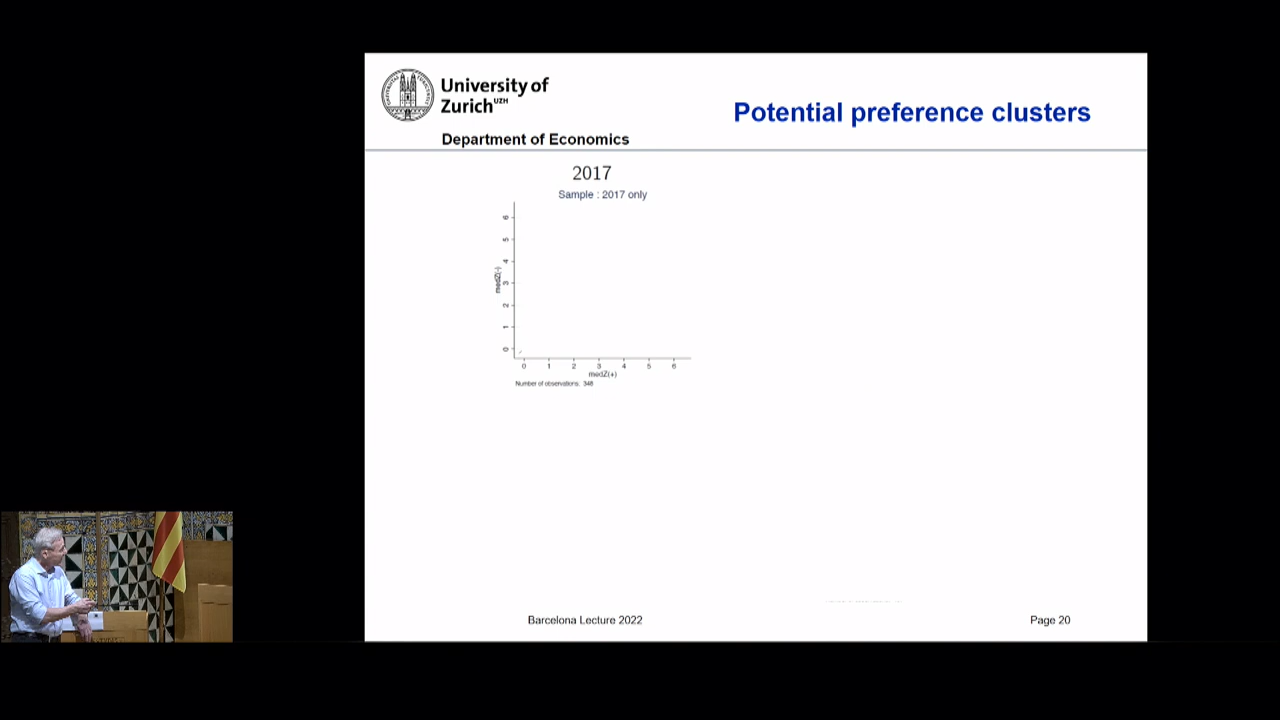 University of
Zurich UZH
Department of Economics
Potential preference clusters
2017
Sample : 2017 only
6
5
4
3
2
1
0
medZ(-)
0 1 2 3 4 5 6
medZ(+)
Number of observations: 348
Barcelona Lecture 2022
Page 20